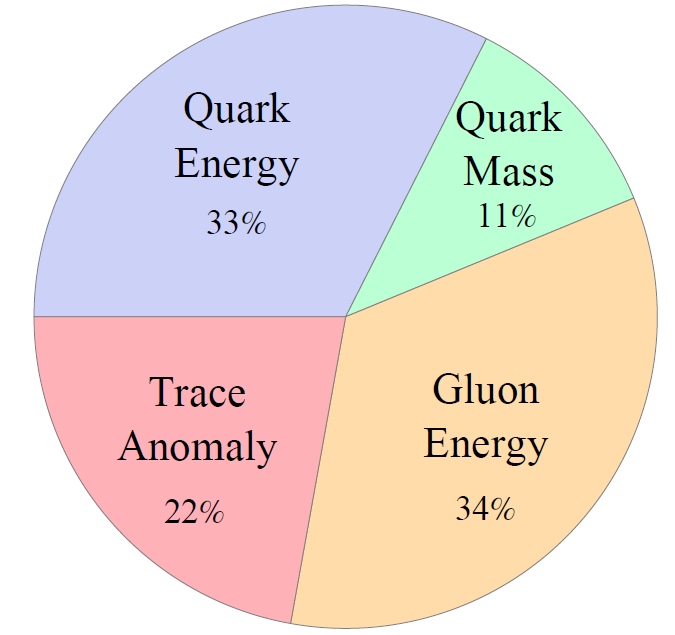 Quark
Energy
33%
Quark
Mass
11%
Trace
Anomaly
22%
Gluon
Energy
34%